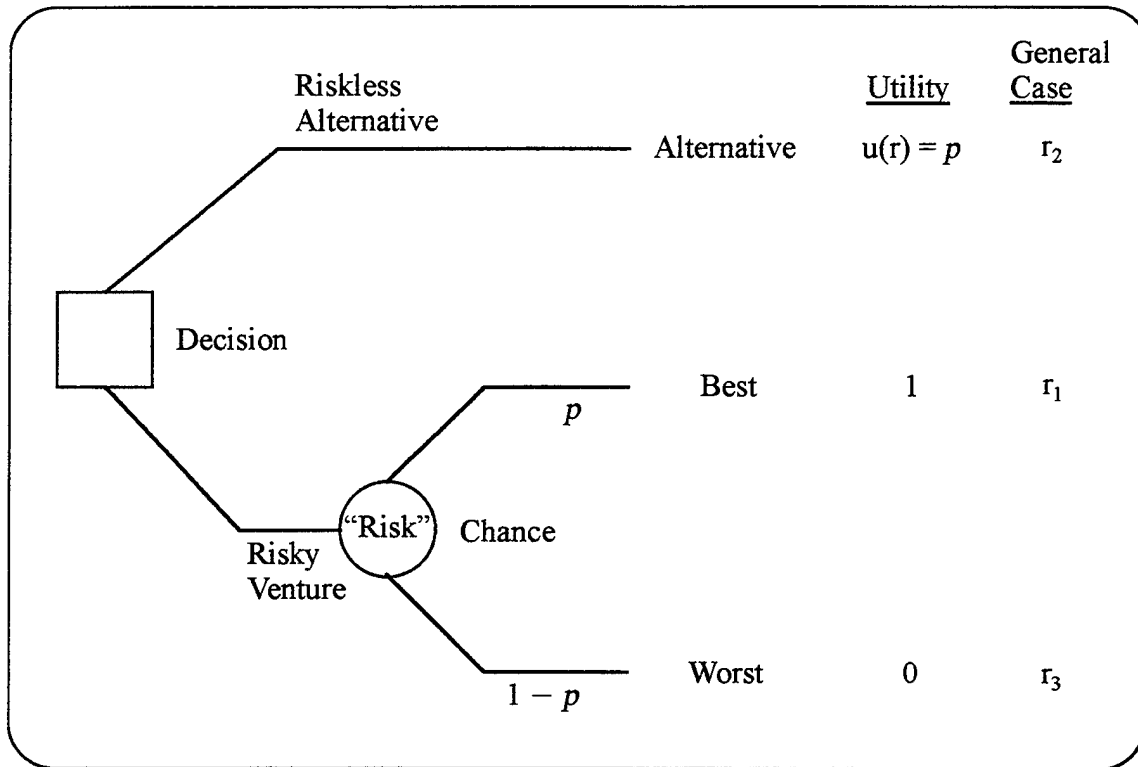 General
Riskless Utility Case
Alternative
Alternative u(r) = p r₂
Decision
Best 1 r₁
p
“Risk” Chance
Risky
Venture
Worst 0 r₃
1 − p